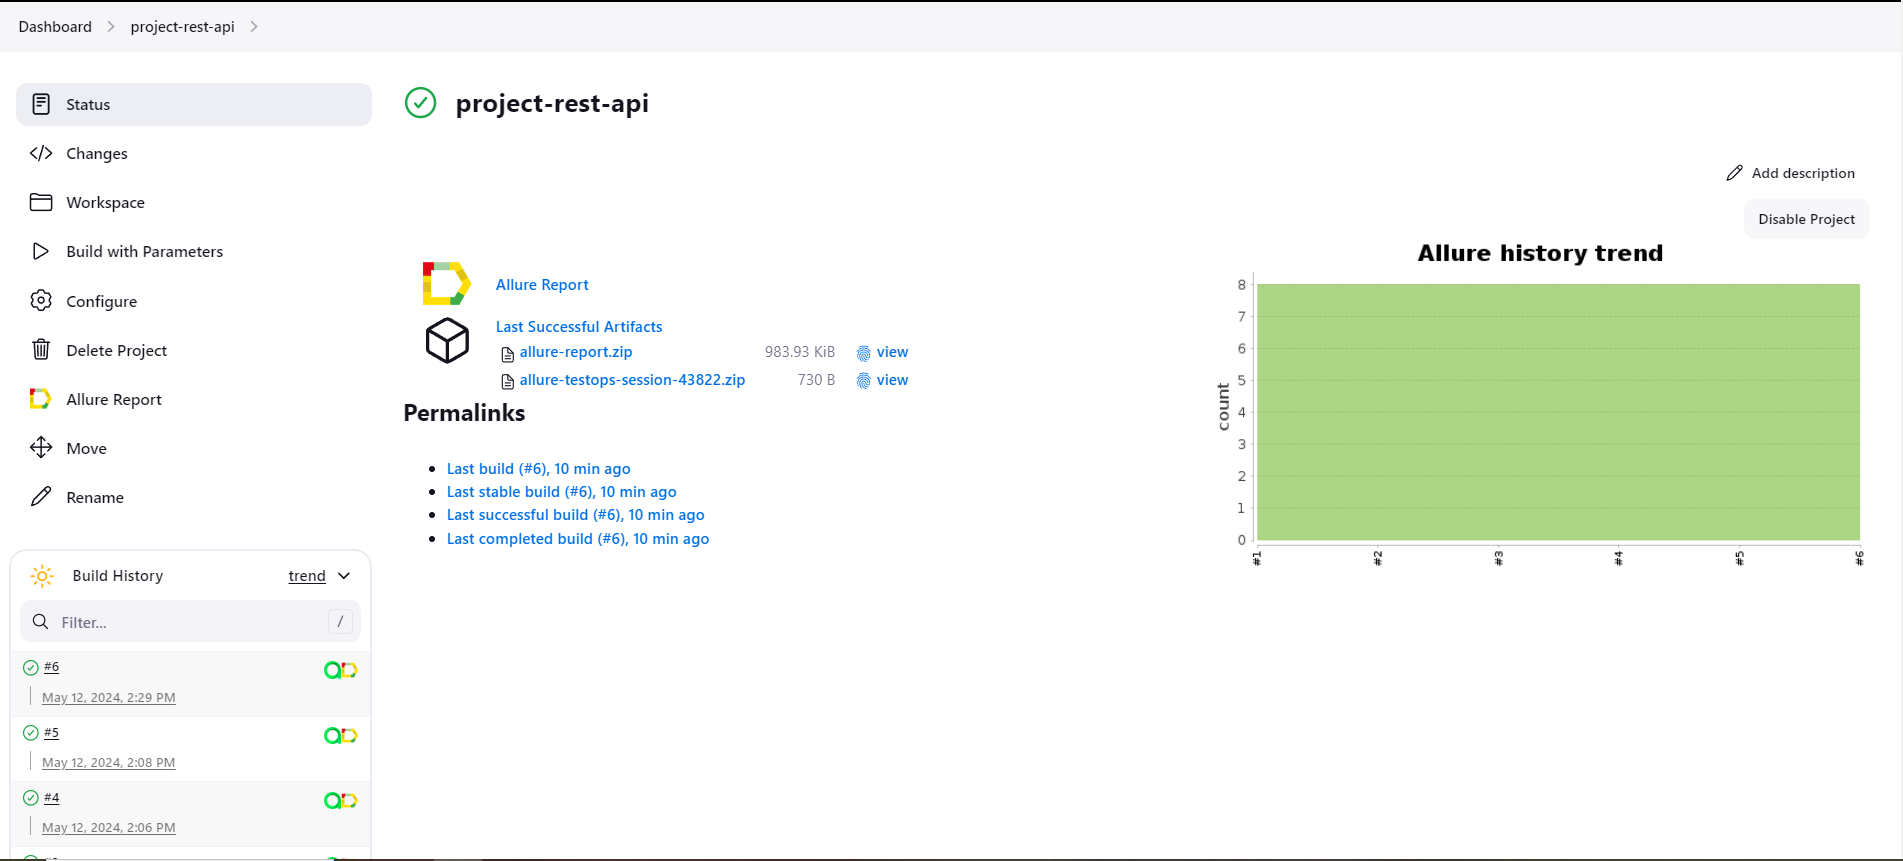 Dashboard
project-rest-api
Status
Changes
Workspace
Build with Parameters
Configure
Delete Project
Allure Report
Move
Rename
Build History
trend
Filter...
/
#6
May 12, 2024, 2:29 PM
#5
May 12, 2024, 2:08 PM
#4
May 12, 2024, 2:06 PM
project-rest-api
Add description
Disable Project
Allure Report
Last Successful Artifacts
allure-report.zip 983.93 KiB view
allure-testops-session-43822.zip 730 B view
Permalinks
Last build (#6), 10 min ago
Last stable build (#6), 10 min ago
Last successful build (#6), 10 min ago
Last completed build (#6), 10 min ago
Allure history trend
count
8
7
6
5
4
3
2
1
0
#1 #2 #3 #4 #5 #6